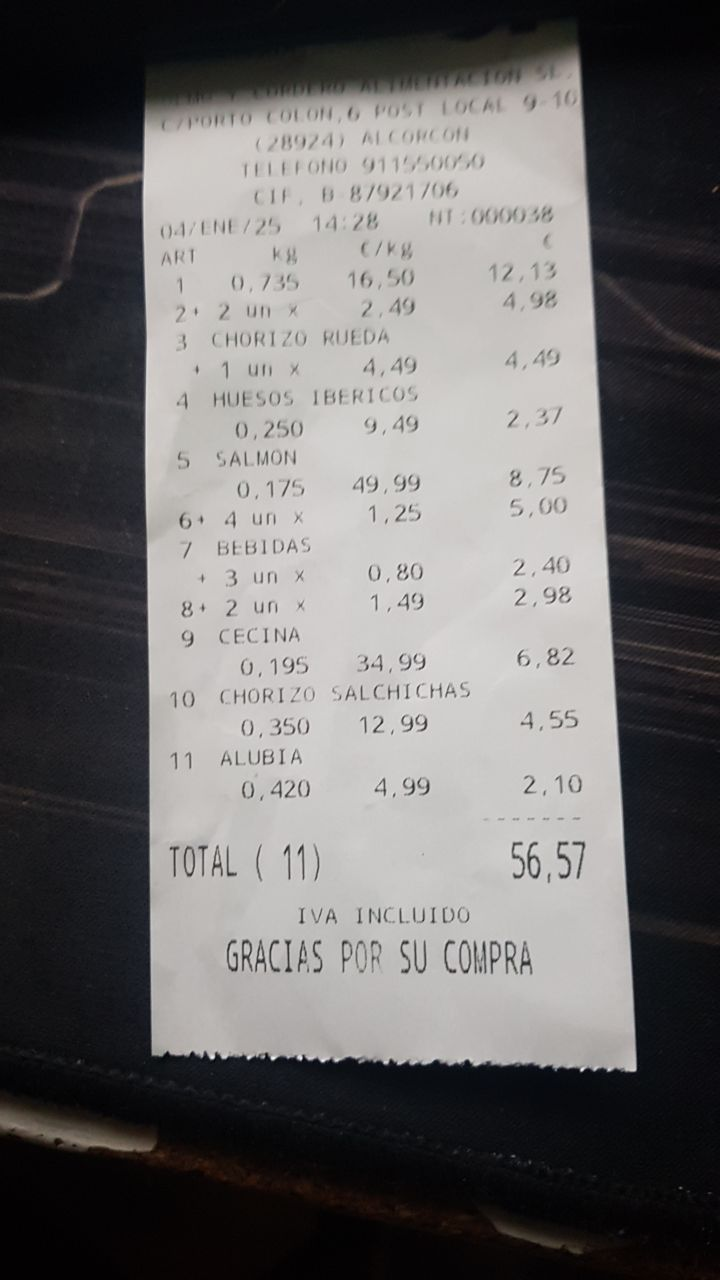 Y CORDERO ALIMENTACION SL.
C/PORTO COLON,6 POST LOCAL 9-10
(28924) ALCORCON
TELEFONO 911550050
CIF. B-87921706
04/ENE/25 14:28 NT:000038
ART kg €/kg €
1 0,735 16,50 12,13
2+ 2 un x 2,49 4,98
3 CHORIZO RUEDA
+ 1 un x 4,49 4,49
4 HUESOS IBERICOS
0,250 9,49 2,37
5 SALMON
0,175 49,99 8,75
6+ 4 un x 1,25 5,00
7 BEBIDAS
+ 3 un x 0,80 2,40
8+ 2 un x 1,49 2,98
9 CECINA
0,195 34,99 6,82
10 CHORIZO SALCHICHAS
0,350 12,99 4,55
11 ALUBIA
0,420 4,99 2,10
-------
TOTAL ( 11) 56,57
IVA INCLUIDO
GRACIAS POR SU COMPRA